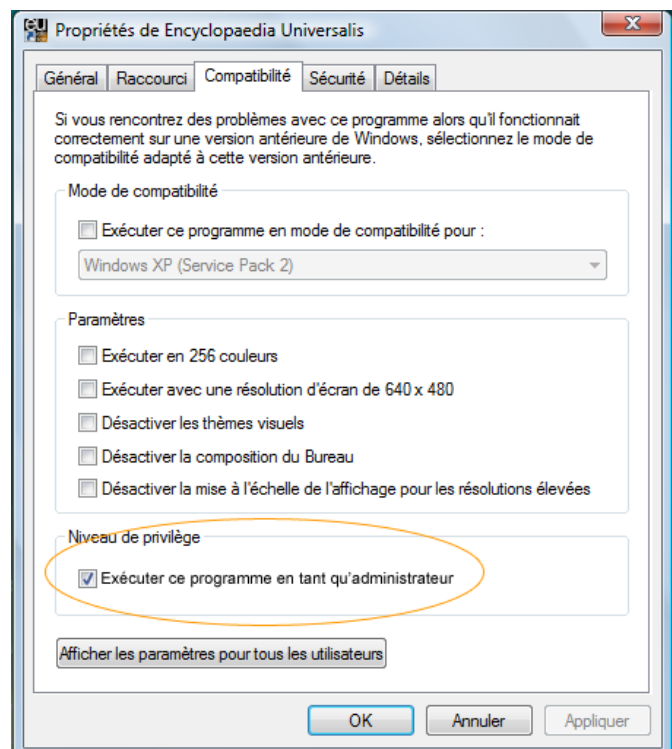 Propriétés de Encyclopaedia Universalis
Général Raccourci Compatibilité Sécurité Détails
Si vous rencontrez des problèmes avec ce programme alors qu'il fonctionnait
correctement sur une version antérieure de Windows, sélectionnez le mode de
compatibilité adapté à cette version antérieure.
Mode de compatibilité
Exécuter ce programme en mode de compatibilité pour :
Windows XP (Service Pack 2)
Paramètres
Exécuter en 256 couleurs
Exécuter avec une résolution d'écran de 640 x 480
Désactiver les thèmes visuels
Désactiver la composition du Bureau
Désactiver la mise à l'échelle de l'affichage pour les résolutions élevées
Niveau de privilège
Exécuter ce programme en tant qu'administrateur
Afficher les paramètres pour tous les utilisateurs
OK Annuler Appliquer